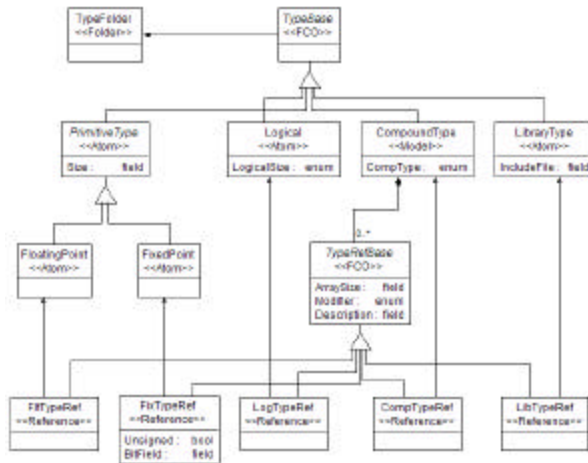 TypeFolder
<<Folder>>
TypeBase
<<FCO>>
PrimitiveType
<<Atom>>
Size : field
Logical
<<Atom>>
LogicalSize : enum
CompoundType
<<Model>>
CompType : enum
LibraryType
<<Atom>>
IncludeFile : field
FloatingPoint
<<Atom>>
FixedPoint
<<Atom>>
0..*
TypeRefBase
<<FCO>>
ArraySize : field
Modifier : enum
Description : field
FltTypeRef
<<Reference>>
FixTypeRef
<<Reference>>
Unsigned : bool
BitField : field
LogTypeRef
<<Reference>>
CompTypeRef
<<Reference>>
LibTypeRef
<<Reference>>